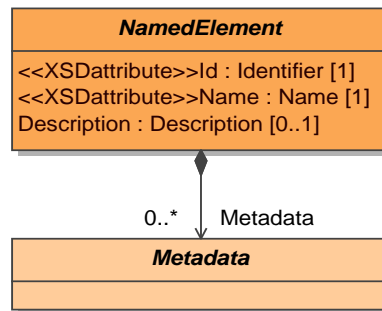 NamedElement
<<XSDattribute>>Id : Identifier [1]
<<XSDattribute>>Name : Name [1]
Description : Description [0..1]
0..* Metadata
Metadata